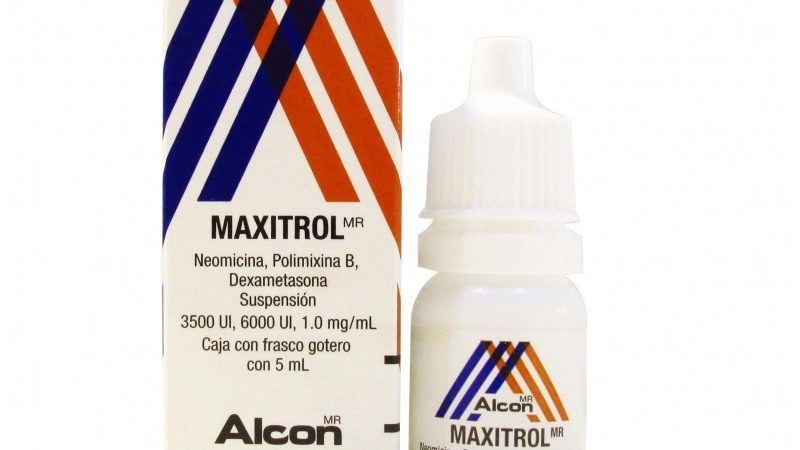 MAXITROL MR
Neomicina, Polimixina B,
Dexametasona
Suspensión
3500 UI, 6000 UI, 1.0 mg/mL
Caja con frasco gotero
con 5 mL
Alcon MR
Alcon MR
MAXITROL MR